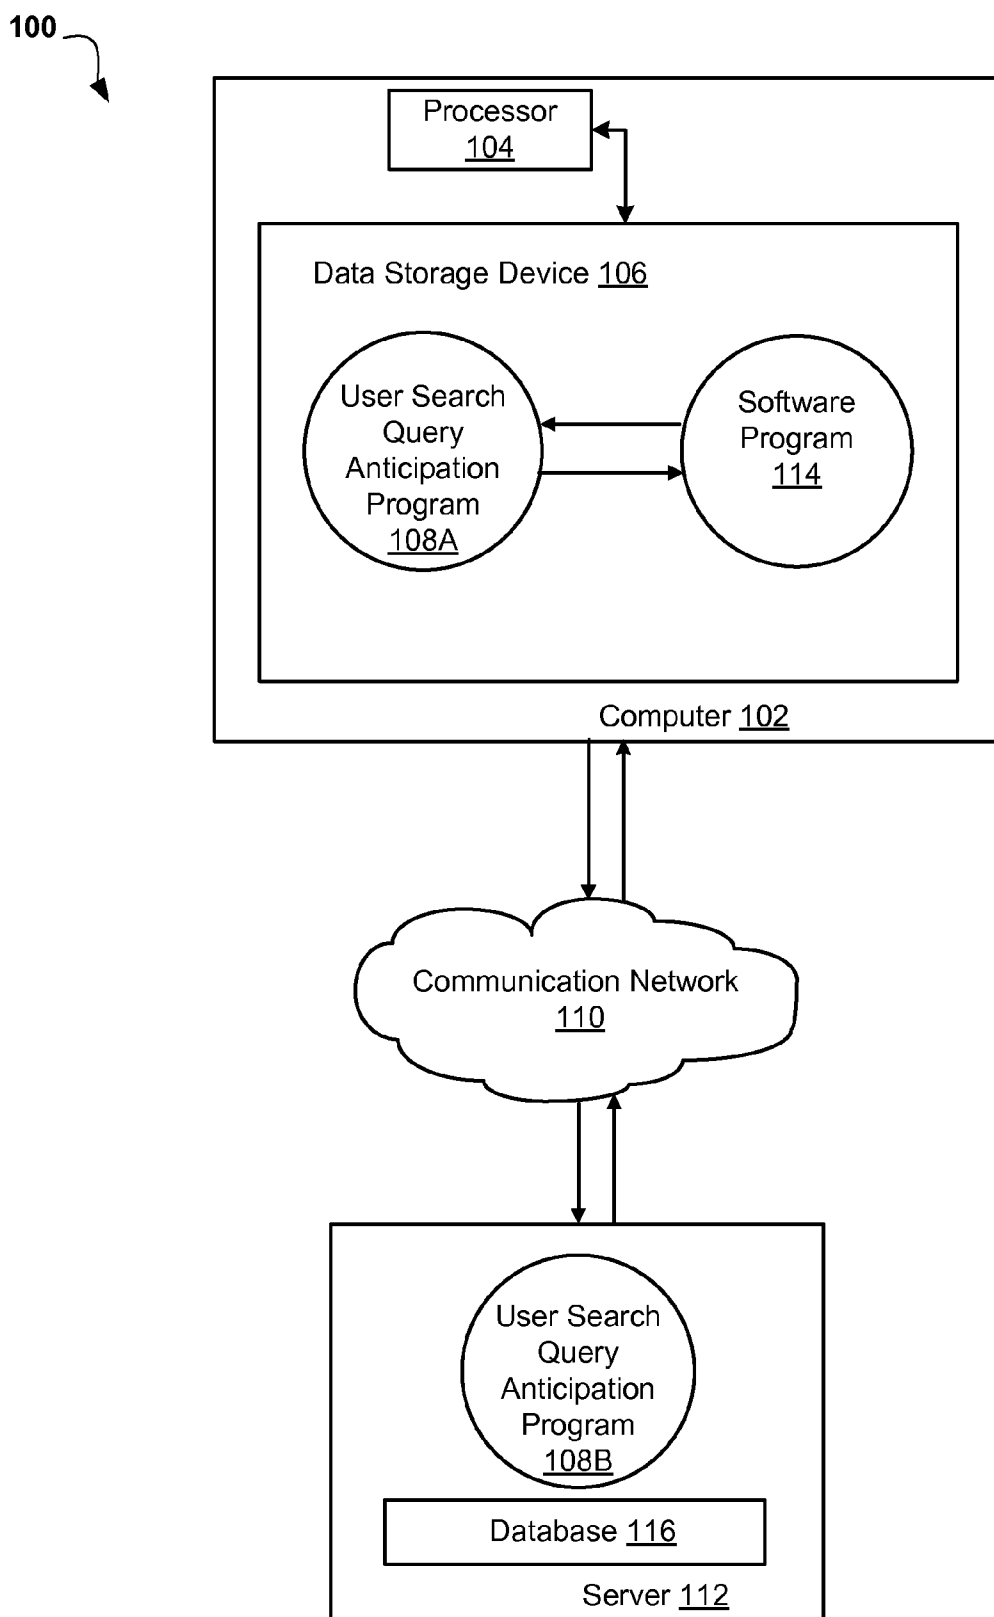 100
Processor
104
Data Storage Device 106
User Search
Query
Anticipation
Program
108A
Software
Program
114
Computer 102
Communication Network
110
User Search
Query
Anticipation
Program
108B
Database 116
Server 112